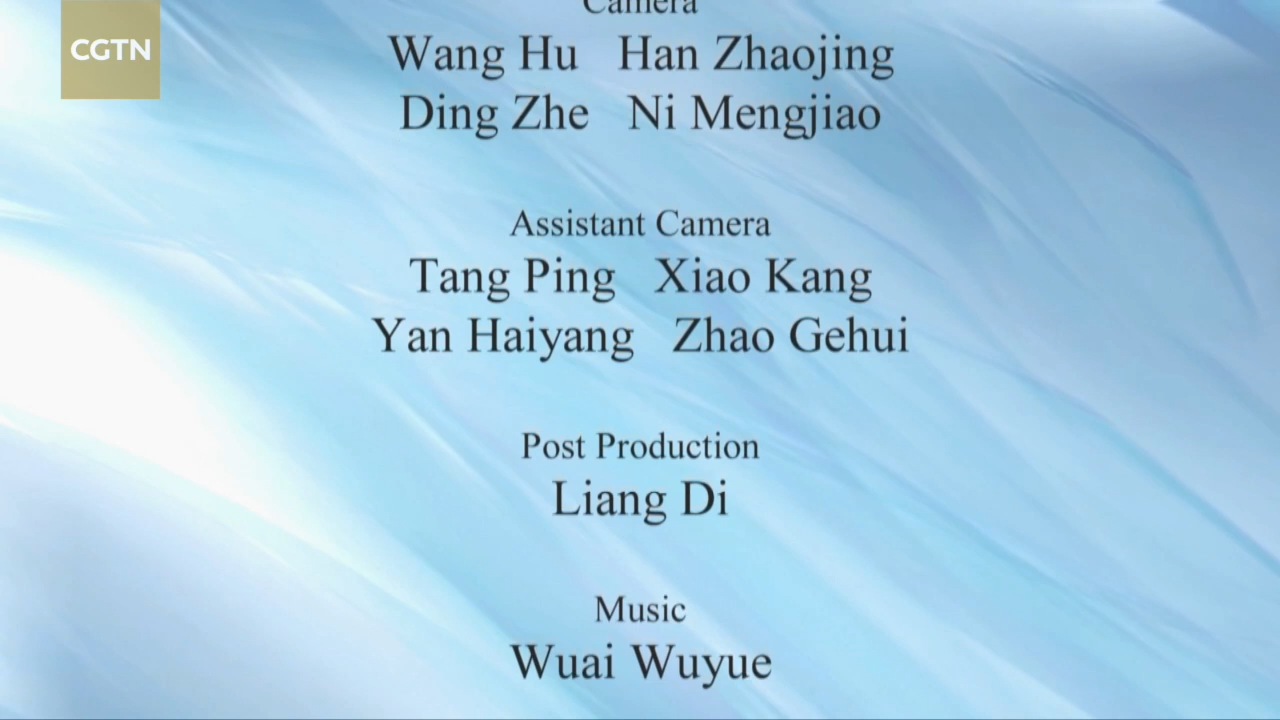 CGTN
Camera
Wang Hu Han Zhaojing
Ding Zhe Ni Mengjiao
Assistant Camera
Tang Ping Xiao Kang
Yan Haiyang Zhao Gehui
Post Production
Liang Di
Music
Wuai Wuyue